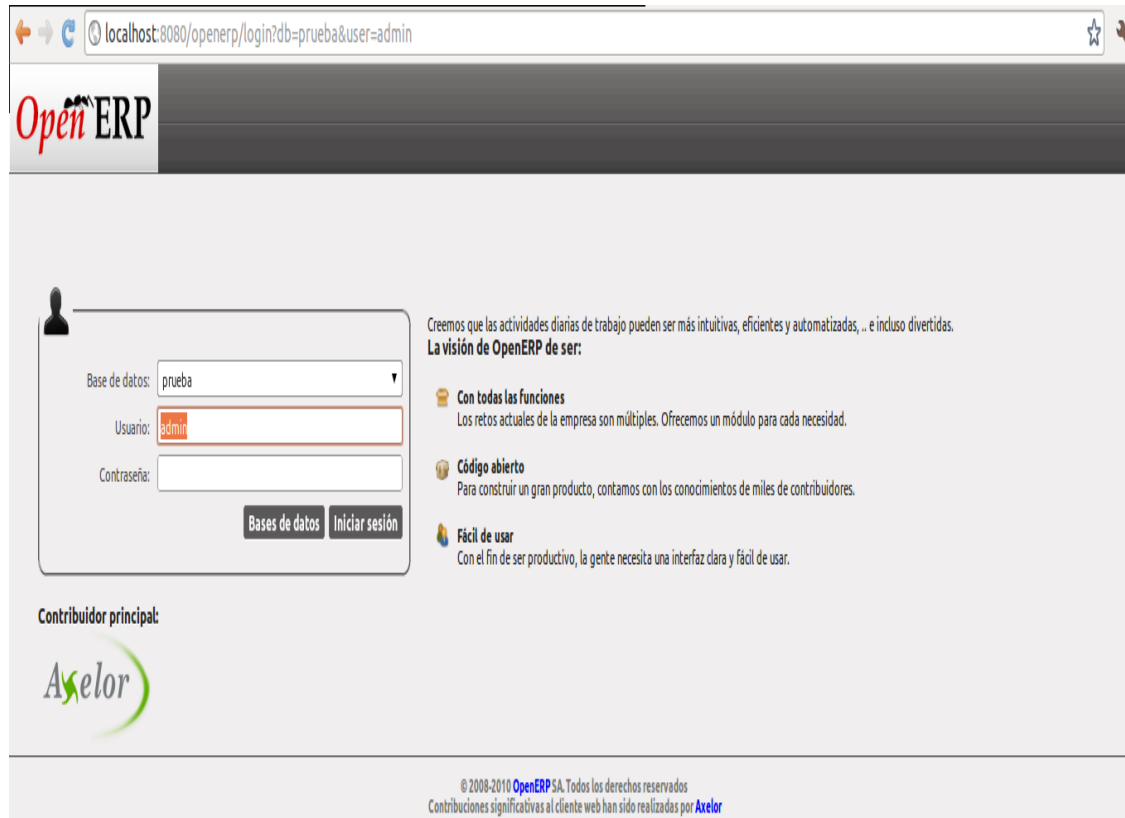 localhost:8080/openerp/login?db=prueba&user=admin
Open ERP
Base de datos: prueba
Usuario: admin
Contraseña:
Bases de datos Iniciar sesión
Creemos que las actividades diarias de trabajo pueden ser más intuitivas, eficientes y automatizadas, .. e incluso divertidas.
La visión de OpenERP de ser:
Con todas las funciones
Los retos actuales de la empresa son múltiples. Ofrecemos un módulo para cada necesidad.
Código abierto
Para construir un gran producto, contamos con los conocimientos de miles de contribuidores.
Fácil de usar
Con el fin de ser productivo, la gente necesita una interfaz clara y fácil de usar.
Contribuidor principal:
Axelor
© 2008-2010 OpenERP SA. Todos los derechos reservados
Contribuciones significativas al cliente web han sido realizadas por Axelor